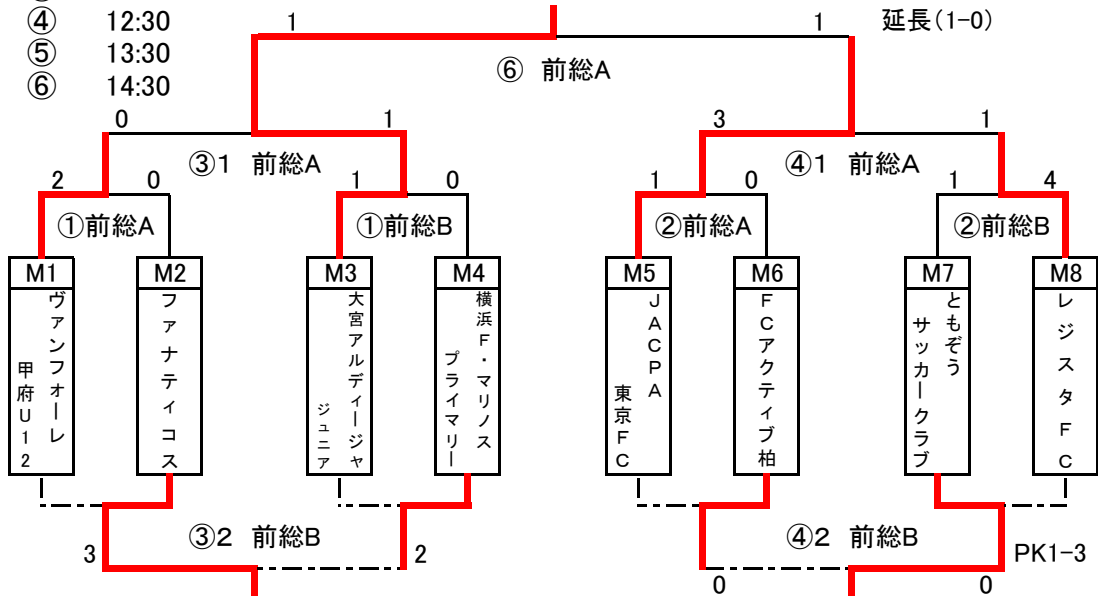 ④ 12:30
⑤ 13:30
⑥ 14:30
1 1 延長(1-0)
⑥ 前総A
0 1 3 1
③1 前総A ④1 前総A
2 0 1 0 1 0 1 4
①前総A ①前総B ②前総A ②前総B
M1 M2 M3 M4 M5 M6 M7 M8
ヴァンフォーレ
甲府U12
ファナティコス
大宮アルディージャ
ジュニア
横浜F・マリノス
プライマリー
JACPA
東京FC
FCアクティブ柏
ともぞう
サッカークラブ
レジスタFC
③2 前総B ④2 前総B
3 2 PK1-3
0 0